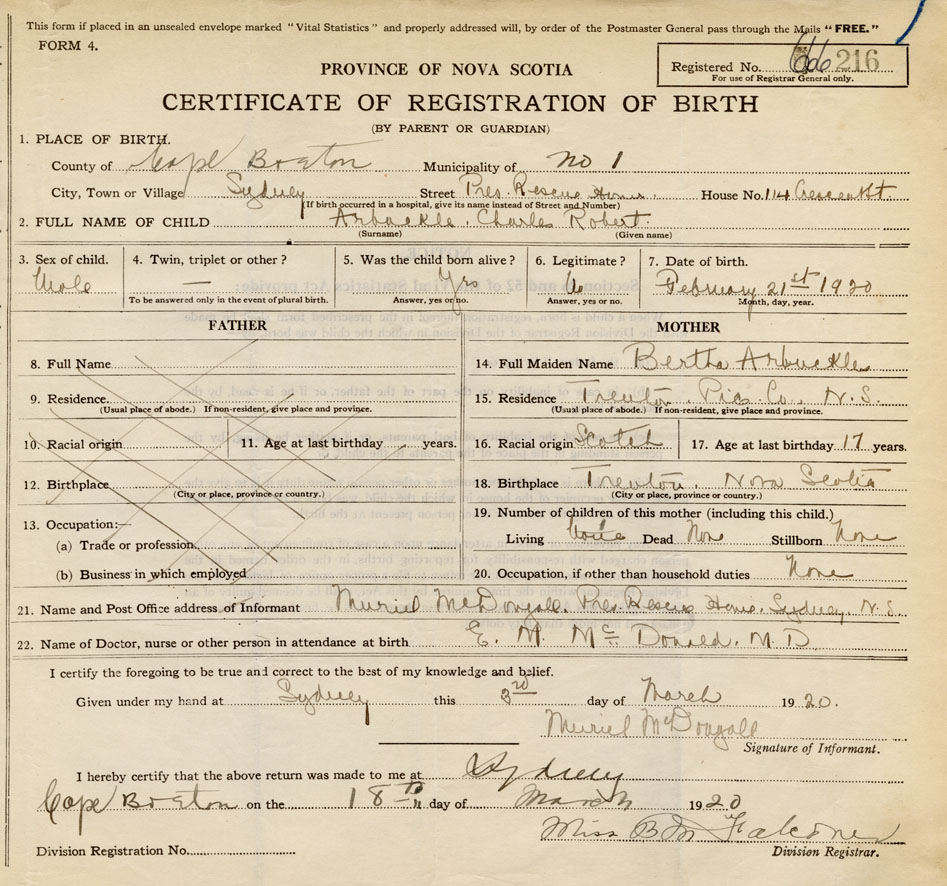 This form if placed in an unsealed envelope marked "Vital Statistics" and properly addressed will, by order of the Postmaster General pass through the Mails "FREE."
FORM 4.
Registered No. 66 216
For use of Registrar General only.
PROVINCE OF NOVA SCOTIA
CERTIFICATE OF REGISTRATION OF BIRTH
(BY PARENT OR GUARDIAN)
1. PLACE OF BIRTH.
County of Cape Breton Municipality of No 1
City, Town or Village Sydney Street Pres. Rescue Home House No. 114 Crescent St
(If birth occurred in a hospital, give its name instead of Street and Number)
2. FULL NAME OF CHILD Arbuckle. Charles Robert
(Surname) (Given name)
3. Sex of child. 4. Twin, triplet or other? 5. Was the child born alive? 6. Legitimate? 7. Date of birth.
Male — Yes No February 21st 1920
To be answered only in the event of plural birth. Answer, yes or no. Answer, yes or no. Month, day, year.
FATHER
8. Full Name
9. Residence
(Usual place of abode.) If non-resident, give place and province.
10. Racial origin 11. Age at last birthday years.
12. Birthplace
(City or place, province or country.)
13. Occupation:—
(a) Trade or profession
(b) Business in which employed
MOTHER
14. Full Maiden Name Bertha Arbuckle
15. Residence Trenton. Pic. Co. N.S.
(Usual place of abode.) If non-resident, give place and province.
16. Racial origin Scotch 17. Age at last birthday 17 years.
18. Birthplace Trenton, Nova Scotia
(City or place, province or country.)
19. Number of children of this mother (including this child.)
Living Dead None Stillborn None
20. Occupation, if other than household duties None
21. Name and Post Office address of Informant Muriel McDougall. Pres. Rescue Home. Sydney, N.S.
22. Name of Doctor, nurse or other person in attendance at birth E. M. McDonald. M.D.
I certify the foregoing to be true and correct to the best of my knowledge and belief.
Given under my hand at Sydney this 3rd day of March 1920.
Muriel McDougall
Signature of Informant.
I hereby certify that the above return was made to me at Sydney
Cape Breton on the 18th day of March 1920
Miss B M Falconer
Division Registration No.
Division Registrar.